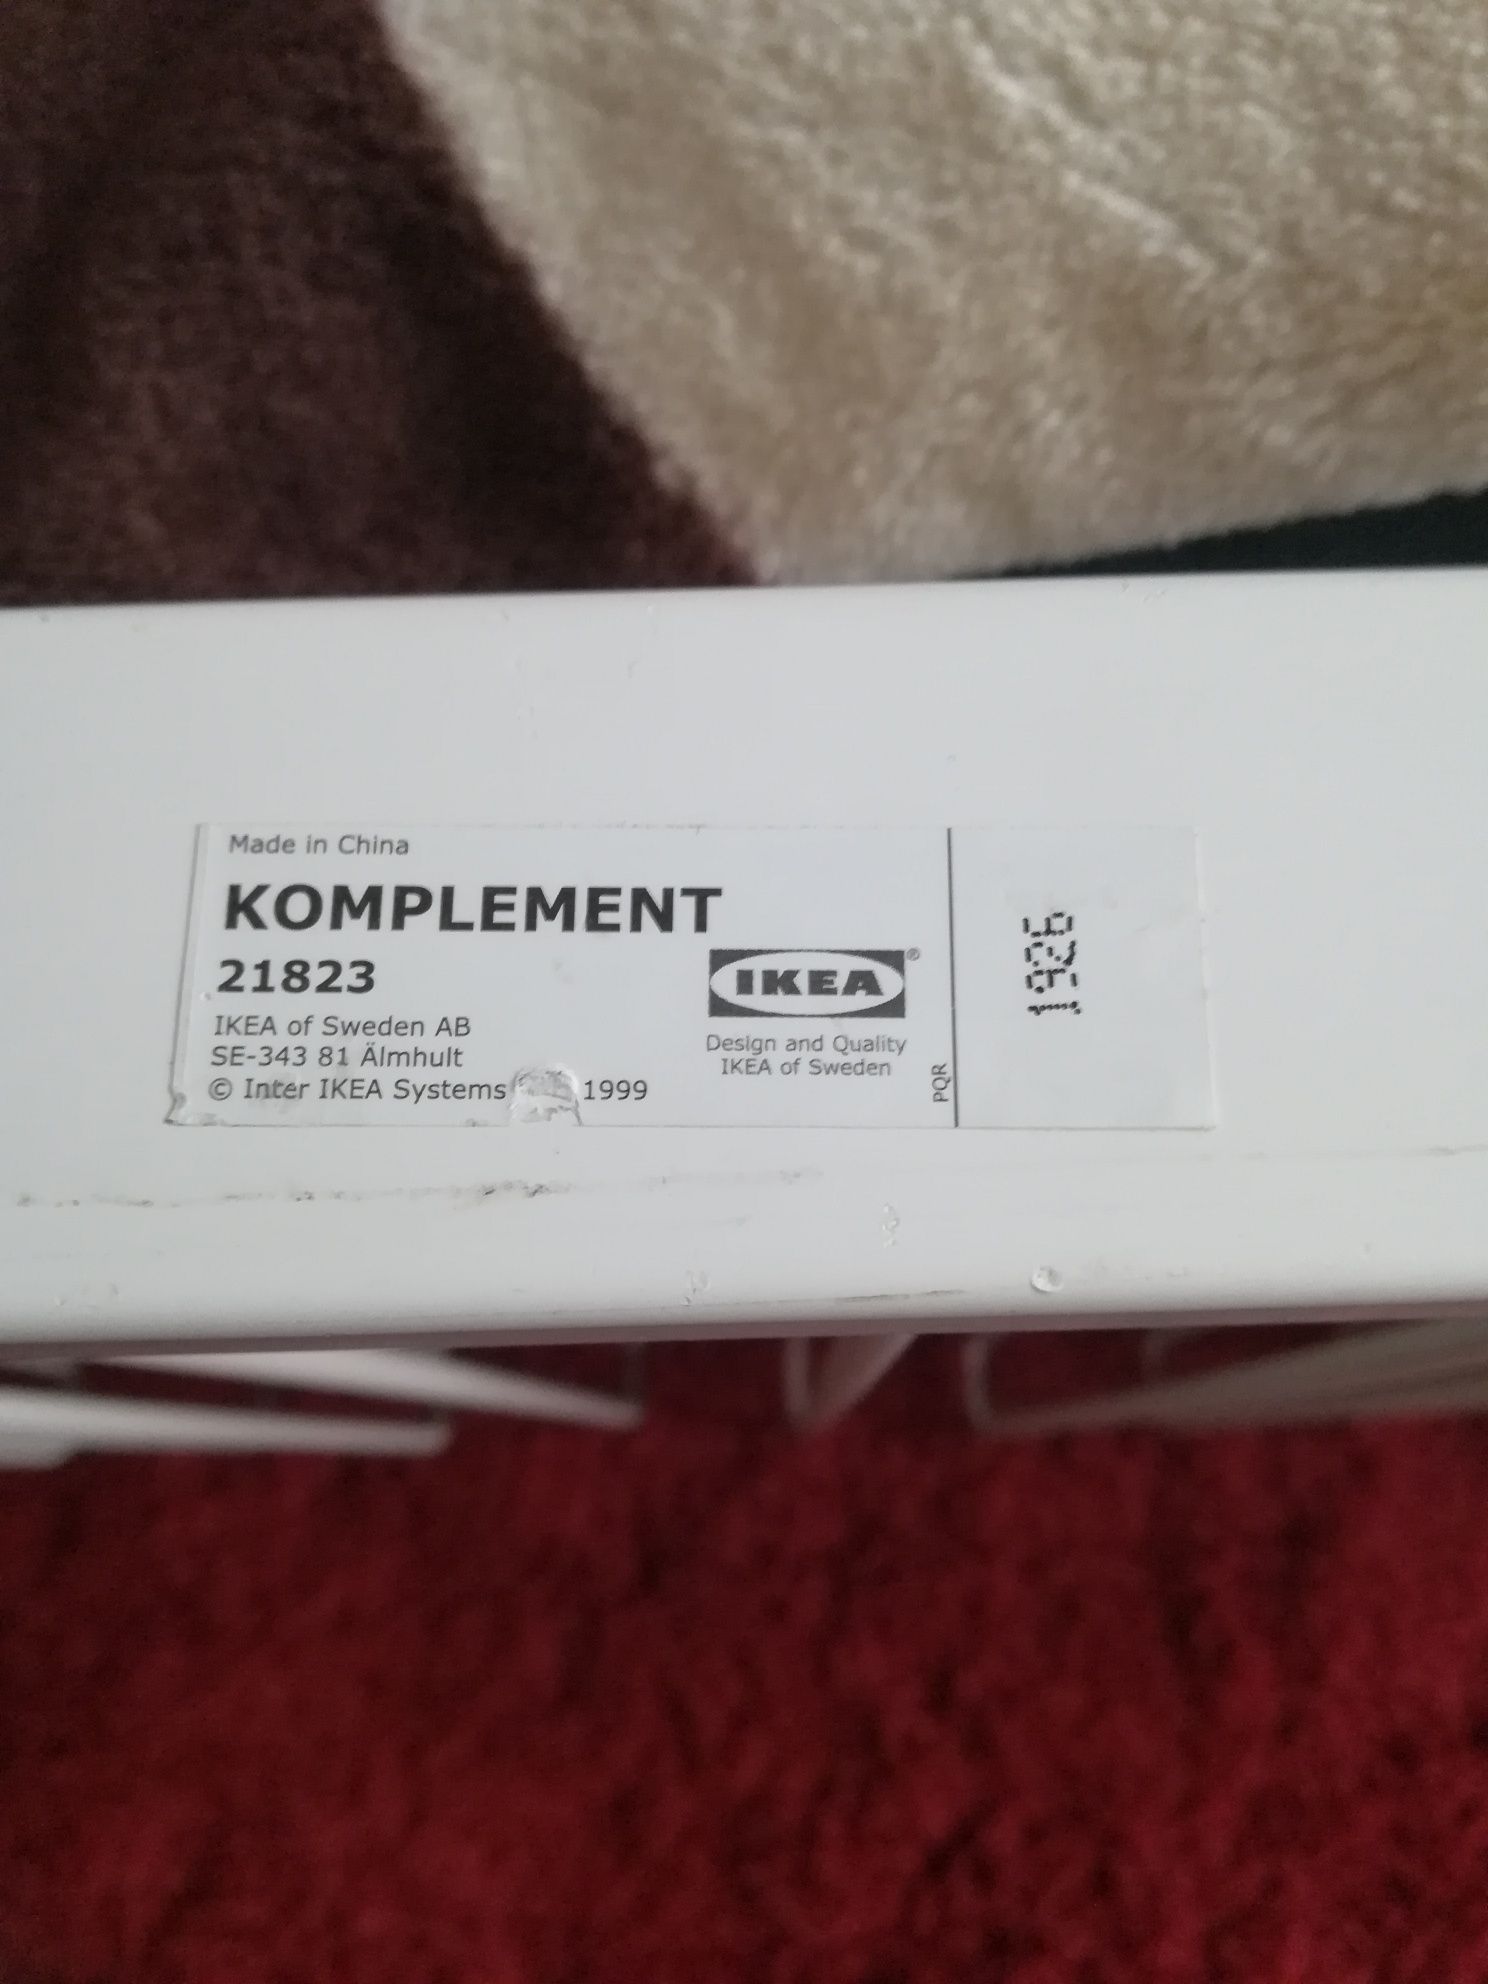 Made in China
KOMPLEMENT
21823
IKEA of Sweden AB
SE-343 81 Älmhult
© Inter IKEA Systems 1999
IKEA®
Design and Quality
IKEA of Sweden
PQR